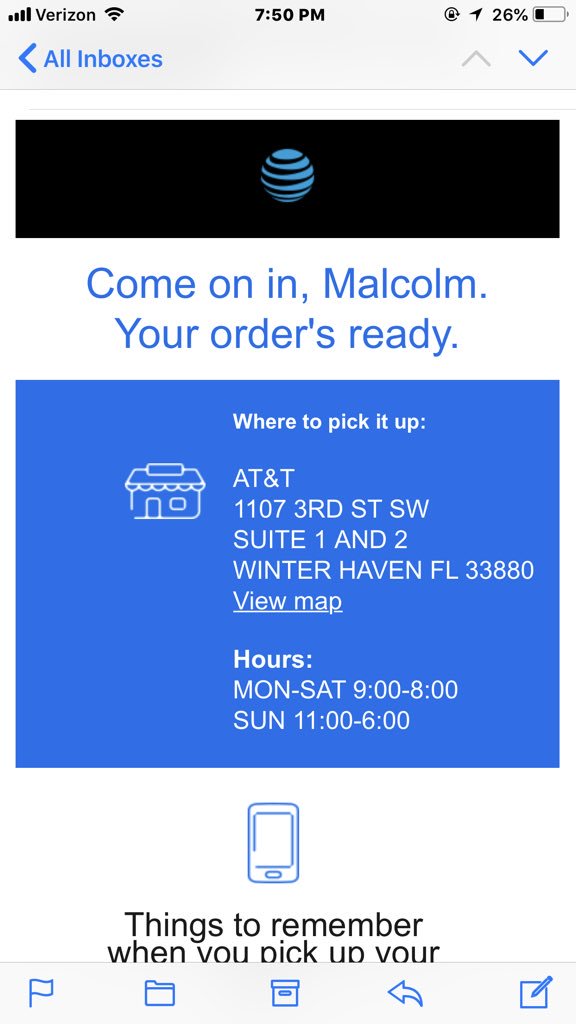 Verizon 7:50 PM 26%
All Inboxes
Come on in, Malcolm.
Your order's ready.
Where to pick it up:
AT&T
1107 3RD ST SW
SUITE 1 AND 2
WINTER HAVEN FL 33880
View map
Hours:
MON-SAT 9:00-8:00
SUN 11:00-6:00
Things to remember
when you pick up your